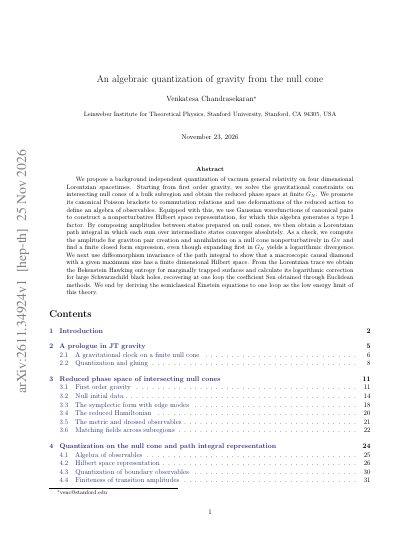 An algebraic quantization of gravity from the null cone
Venkatesa Chandrasekaran*
Leinweber Institute for Theoretical Physics, Stanford University, Stanford, CA 94305, USA
November 23, 2026
Abstract
We propose a background independent quantization of vacuum general relativity on four dimensional
Lorentzian spacetimes. Starting from first order gravity, we solve the gravitational constraints on
intersecting null cones of a bulk subregion and obtain the reduced phase space at finite G_N. We promote
its canonical Poisson brackets to commutation relations and use deformations of the reduced action to
define an algebra of observables. Equipped with this, we use Gaussian wavefunctions of canonical pairs
to construct a nonperturbative Hilbert space representation, for which this algebra generates a type I
factor. By composing amplitudes between states prepared on null cones, we then obtain a Lorentzian
path integral in which each sum over intermediate states converges absolutely. As a check, we compute
the amplitude for graviton pair creation and annihilation on a null cone nonperturbatively in G_N and
find a finite closed form expression, even though expanding first in G_N yields a logarithmic divergence.
We next use diffeomorphism invariance of the path integral to show that a macroscopic causal diamond
with a given maximum size has a finite dimensional Hilbert space. From the Lorentzian trace we obtain
the Bekenstein Hawking entropy for marginally trapped surfaces and calculate its logarithmic correction
for large Schwarzschild black holes, recovering at one loop the coefficient Sen obtained through Euclidean
methods. We end by deriving the semiclassical Einstein equations to one loop as the low energy limit of
this theory.
Contents
1 Introduction 2
2 A prologue in JT gravity 5
2.1 A gravitational clock on a finite null cone 6
2.2 Quantization and gluing 8
3 Reduced phase space of intersecting null cones 11
3.1 First order gravity 11
3.2 Null initial data 14
3.3 The symplectic form with edge modes 18
3.4 The reduced Hamiltonian 20
3.5 The metric and dressed observables 21
3.6 Matching fields across subregions 22
4 Quantization on the null cone and path integral representation 24
4.1 Algebra of observables 25
4.2 Hilbert space representation 26
4.3 Quantization of boundary observables 30
4.4 Finiteness of transition amplitudes 31
*venc@stanford.edu
1
arXiv:2611.34924v1 [hep-th] 25 Nov 2026